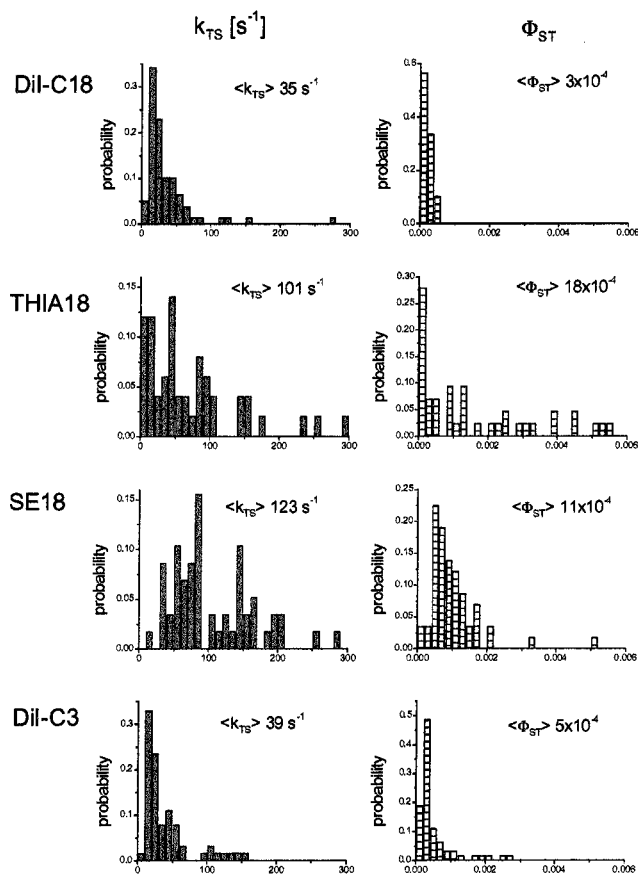 k_TS [s⁻¹] Φ_ST
DiI-C18
probability
0.3
0.2
0.1
0.0
0 100 200 300
<k_TS> 35 s⁻¹
probability
0.6
0.4
0.2
0.0
0.000 0.002 0.004 0.006
<Φ_ST> 3x10⁻⁴
THIA18
probability
0.15
0.10
0.05
0.00
0 100 200 300
<k_TS> 101 s⁻¹
probability
0.30
0.25
0.20
0.15
0.10
0.05
0.00
0.000 0.002 0.004 0.006
<Φ_ST> 18x10⁻⁴
SE18
probability
0.15
0.10
0.05
0.00
0 100 200 300
<k_TS> 123 s⁻¹
probability
0.25
0.20
0.15
0.10
0.05
0.00
0.000 0.002 0.004 0.006
<Φ_ST> 11x10⁻⁴
DiI-C3
probability
0.3
0.2
0.1
0.0
0 100 200 300
<k_TS> 39 s⁻¹
probability
0.5
0.4
0.3
0.2
0.1
0.0
0.000 0.002 0.004 0.006
<Φ_ST> 5x10⁻⁴